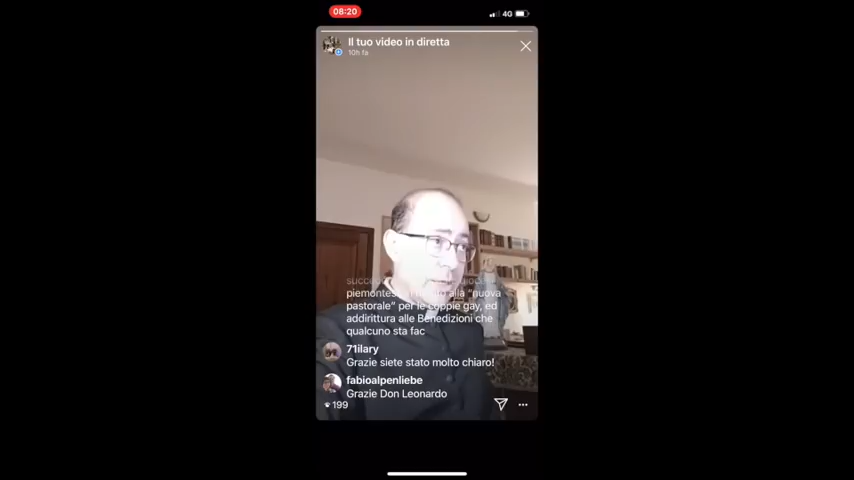 08:20
4G
Il tuo video in diretta
10h fa
piemontes
alla “nuova
pastorale” per le coppie gay, ed
addirittura alle Benedizioni che
qualcuno sta fac
71ilary
Grazie siete stato molto chiaro!
fabioalpenliebe
Grazie Don Leonardo
199